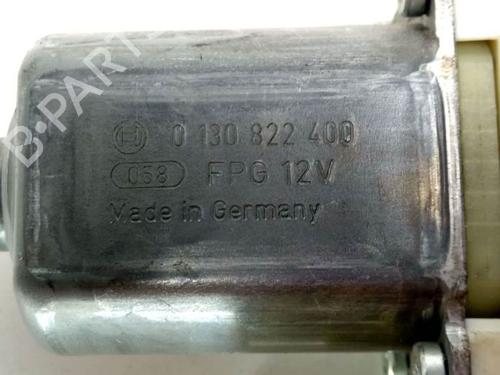 0 130 822 400
058 FPG 12V
Made in Germany
B-PARTS